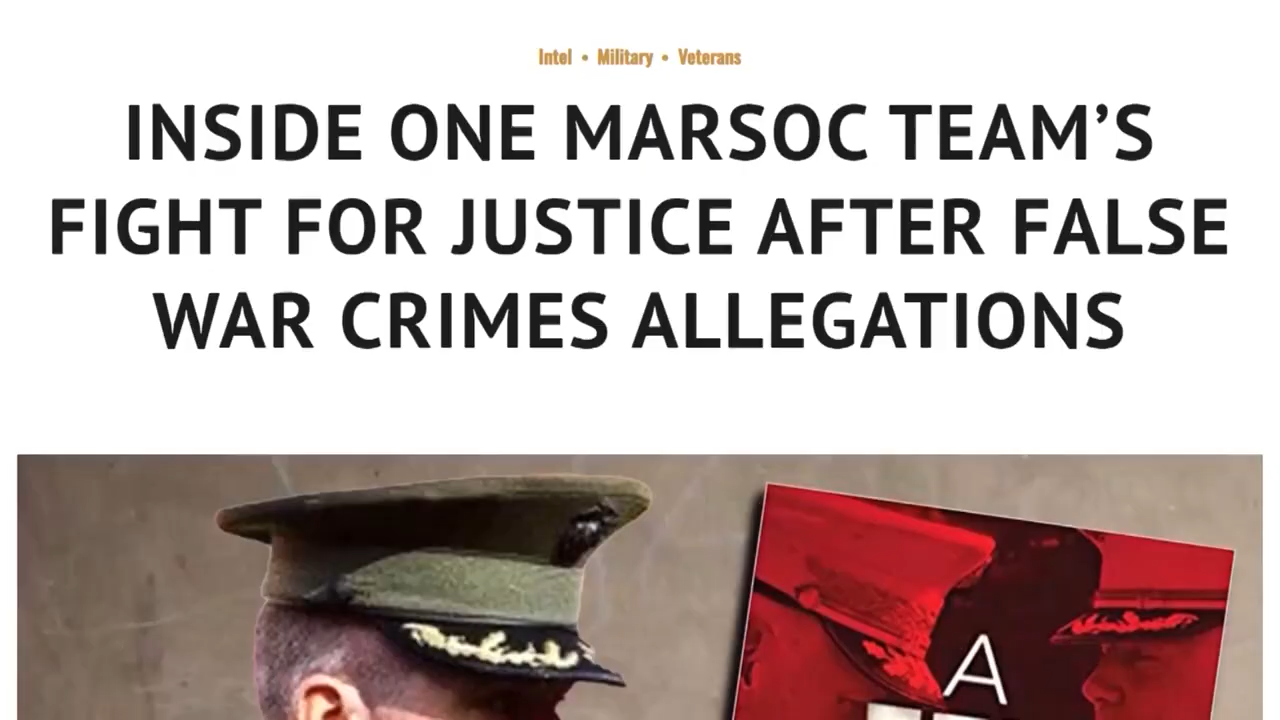 Intel • Military • Veterans
INSIDE ONE MARSOC TEAM’S
FIGHT FOR JUSTICE AFTER FALSE
WAR CRIMES ALLEGATIONS
A